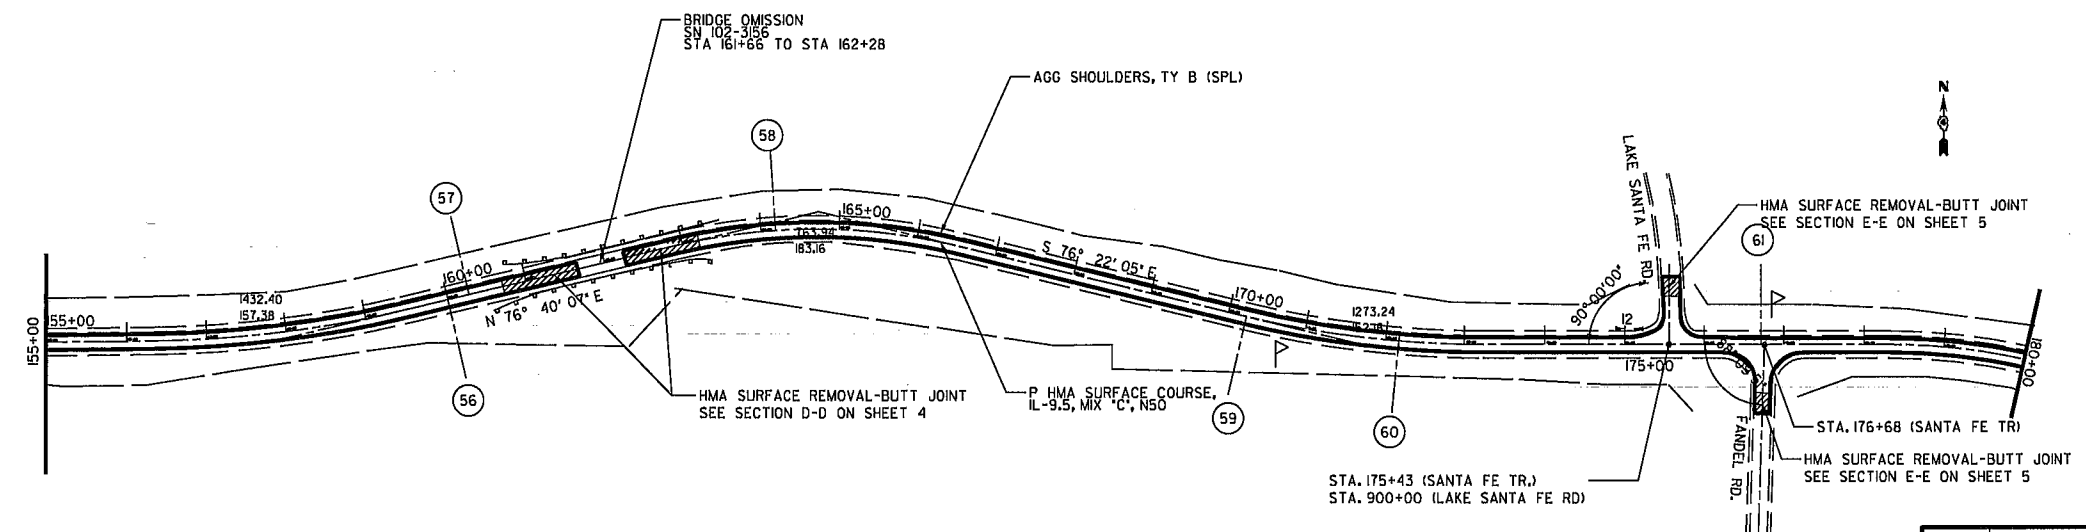 BRIDGE OMISSION
SN 102-3156
STA 161+66 TO STA 162+28
AGG SHOULDERS, TY B (SPL)
N
58
LAKE SANTA FE RD.
57
HMA SURFACE REMOVAL-BUTT JOINT
SEE SECTION E-E ON SHEET 5
61
165+00
163.94
183.16
S 76° 22' 05" E
160+00
N 76° 40' 07" E
1432.40
157.38
170+00
1273.24
90°00'00"
12
155+00
55+00
175+00
180+00
56
HMA SURFACE REMOVAL-BUTT JOINT
SEE SECTION D-D ON SHEET 4
P HMA SURFACE COURSE,
IL-9.5, MIX "C", N50
59
60
STA. 176+68 (SANTA FE TR)
FANDEL RD.
HMA SURFACE REMOVAL-BUTT JOINT
SEE SECTION E-E ON SHEET 5
STA. 175+43 (SANTA FE TR.)
STA. 900+00 (LAKE SANTA FE RD)